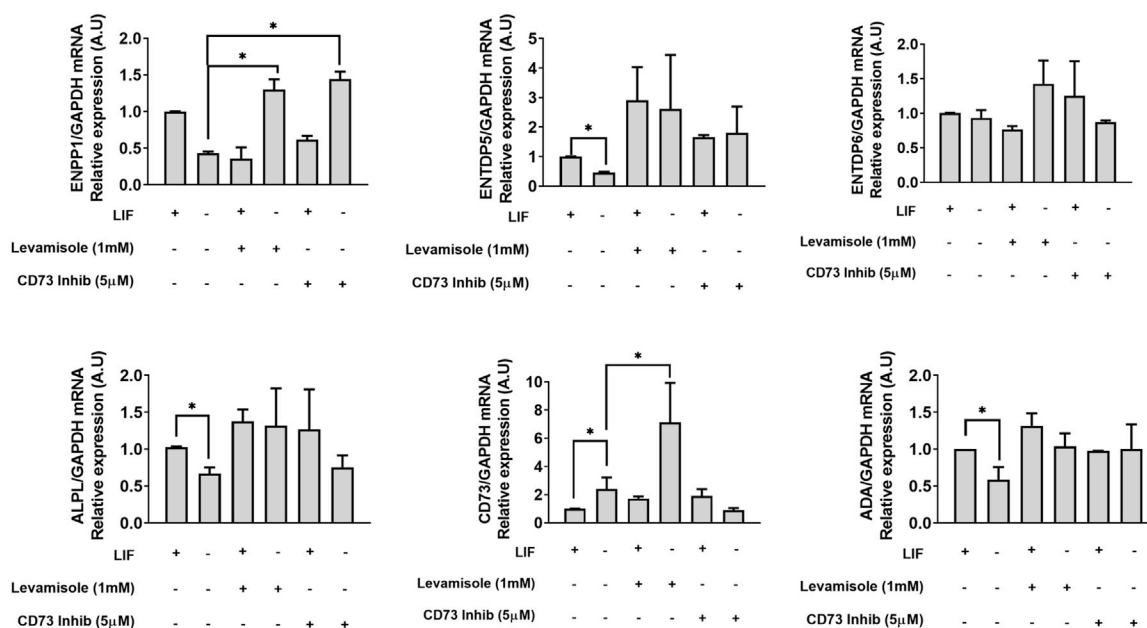 ENPP1/GAPDH mRNA
Relative expression (A.U)
2.0
1.5
1.0
0.5
0.0
* *
LIF + - + - + -
Levamisole (1mM) - - + + - -
CD73 Inhib (5μM) - - - - + +
ENTDP5/GAPDH mRNA
Relative expression (A.U)
5
4
3
2
1
0
*
LIF + - + - + -
Levamisole (1mM) - - + + - -
CD73 Inhib (5μM) - - - - + +
ENTDP6/GAPDH mRNA
Relative expression (A.U)
2.0
1.5
1.0
0.5
0.0
LIF + - + - + -
Levamisole (1mM) - - + + - -
CD73 Inhib (5μM) - - - - + +
ALPL/GAPDH mRNA
Relative expression (A.U)
2.0
1.5
1.0
0.5
0.0
*
LIF + - + - + -
Levamisole (1mM) - - + + - -
CD73 Inhib (5μM) - - - - + +
CD73/GAPDH mRNA
Relative expression (A.U)
10
8
6
4
2
0
* *
LIF + - + - + -
Levamisole (1mM) - - + + - -
CD73 Inhib (5μM) - - - - + +
ADA/GAPDH mRNA
Relative expression (A.U)
2.0
1.5
1.0
0.5
0.0
*
LIF + - + - + -
Levamisole (1mM) - - + + - -
CD73 Inhib (5μM) - - - - + +